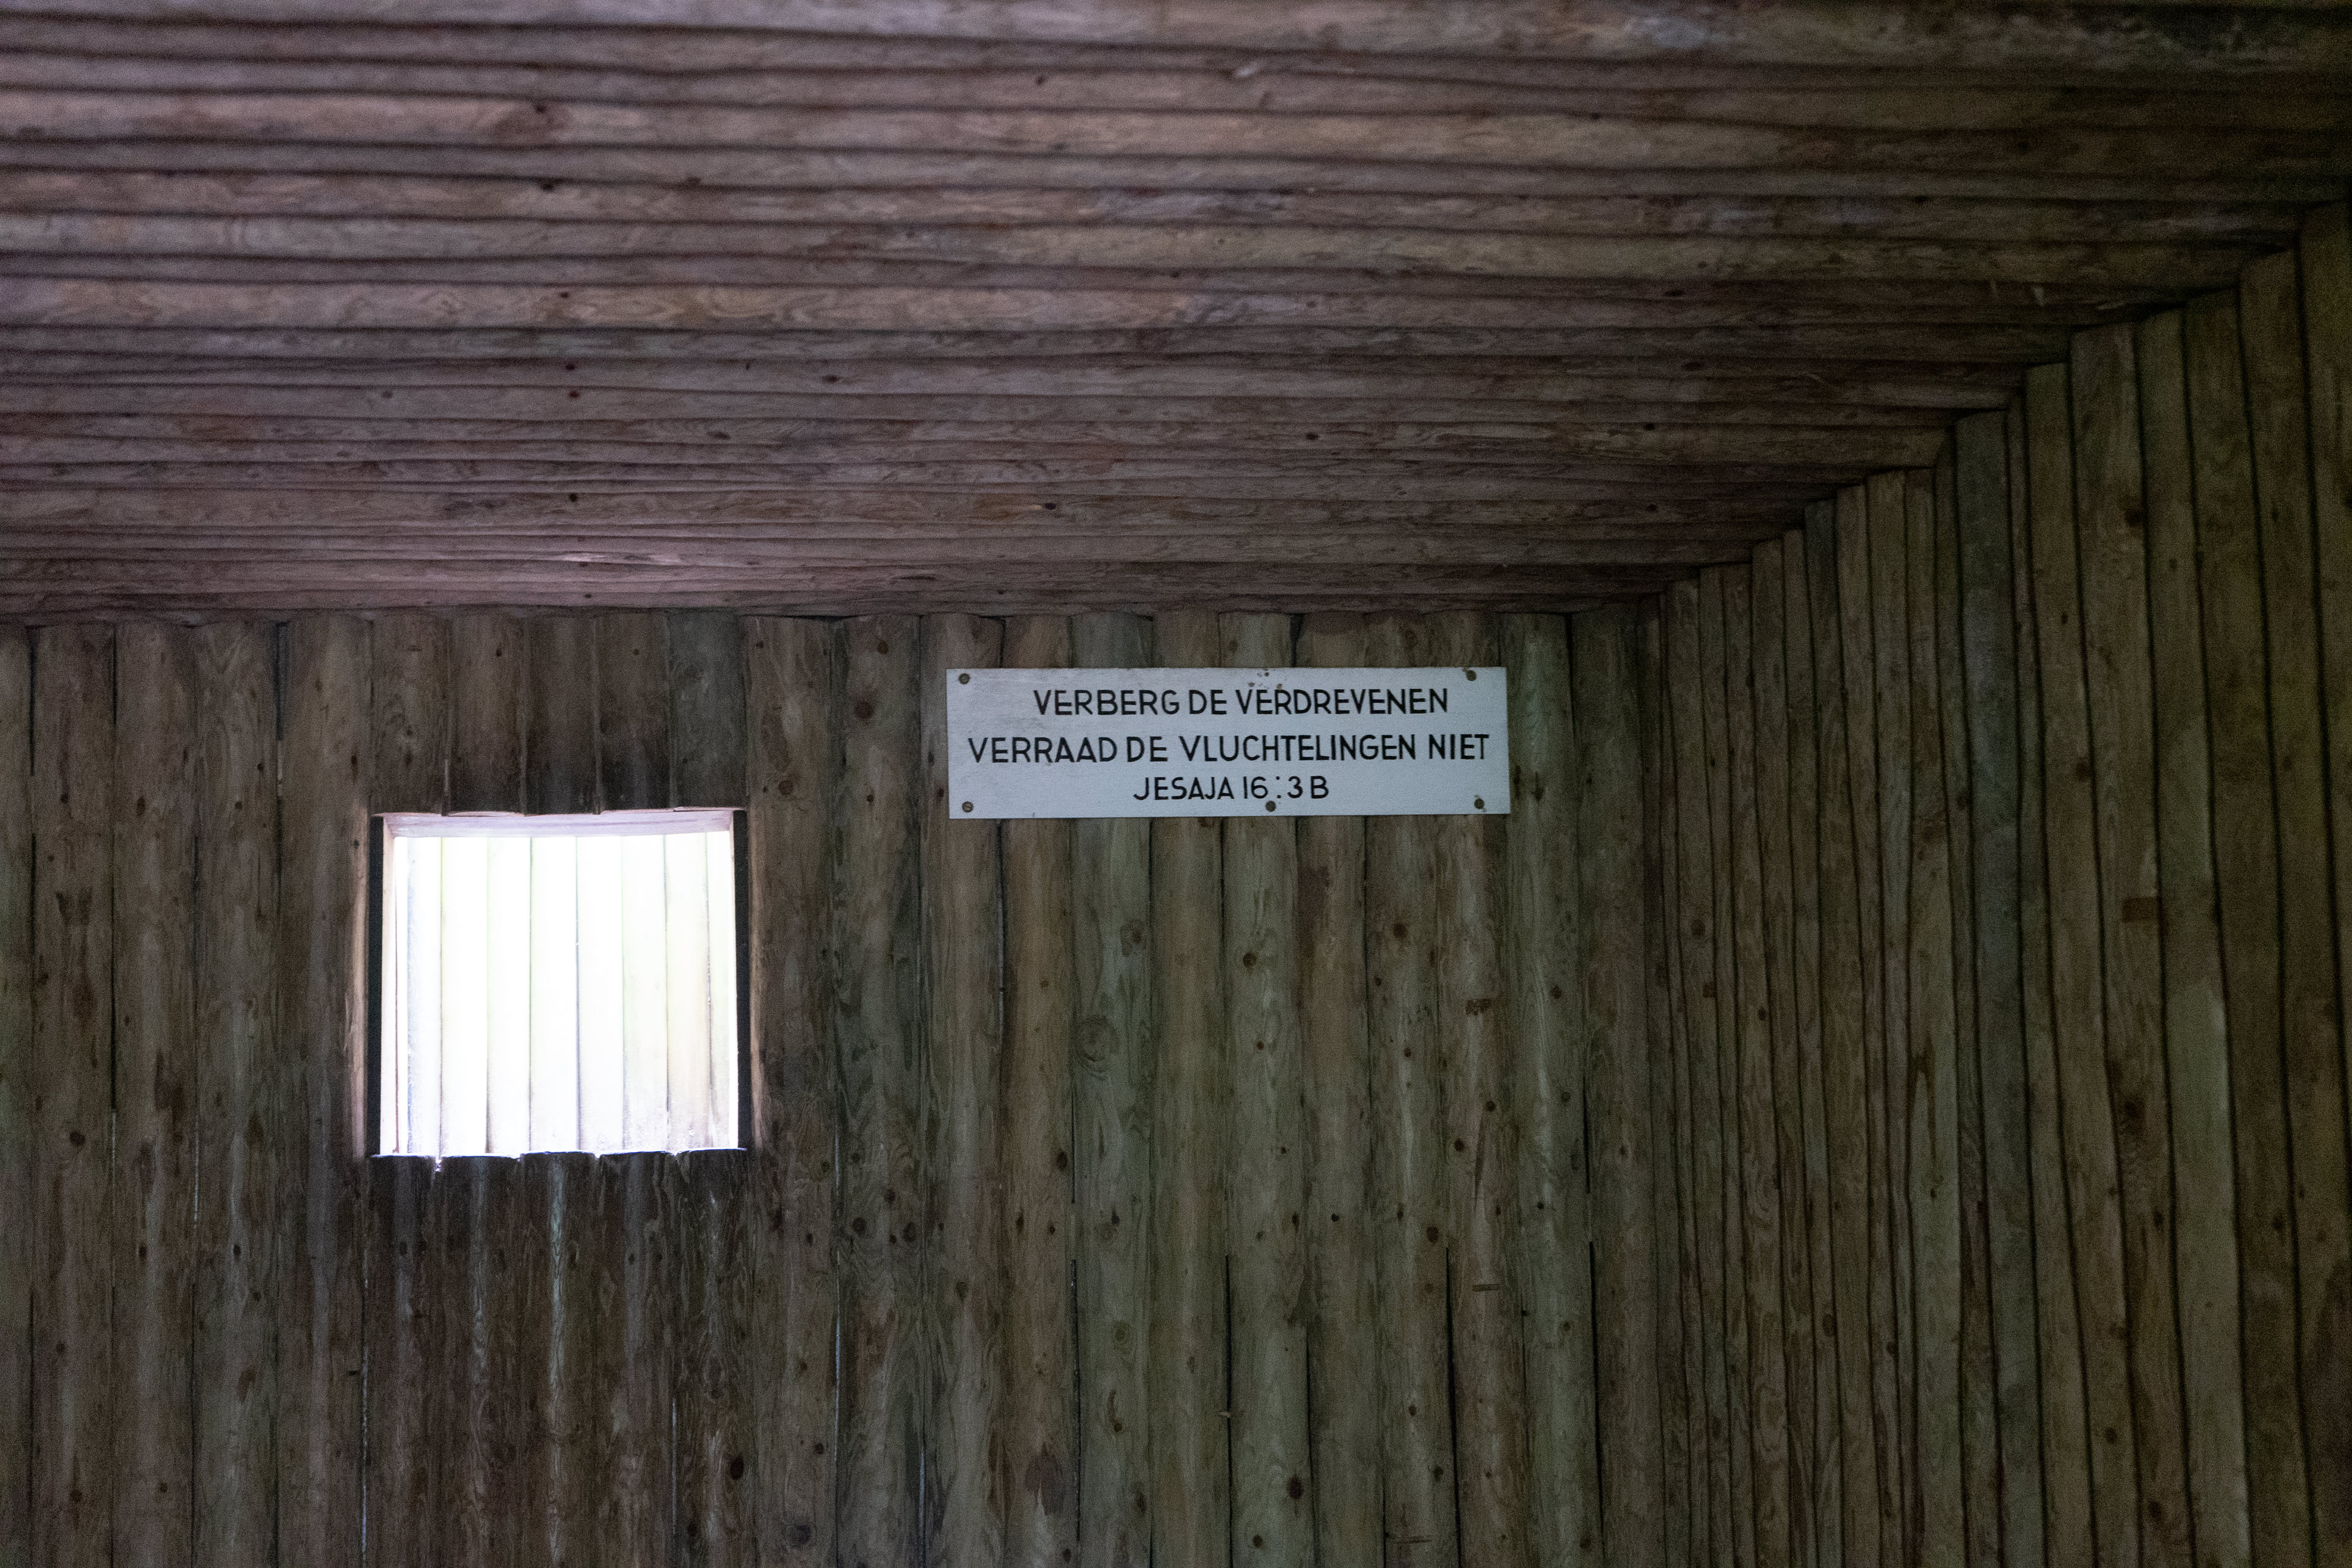 VERBERG DE VERDREVENEN
VERRAAD DE VLUCHTELINGEN NIET
JESAJA 16:3B